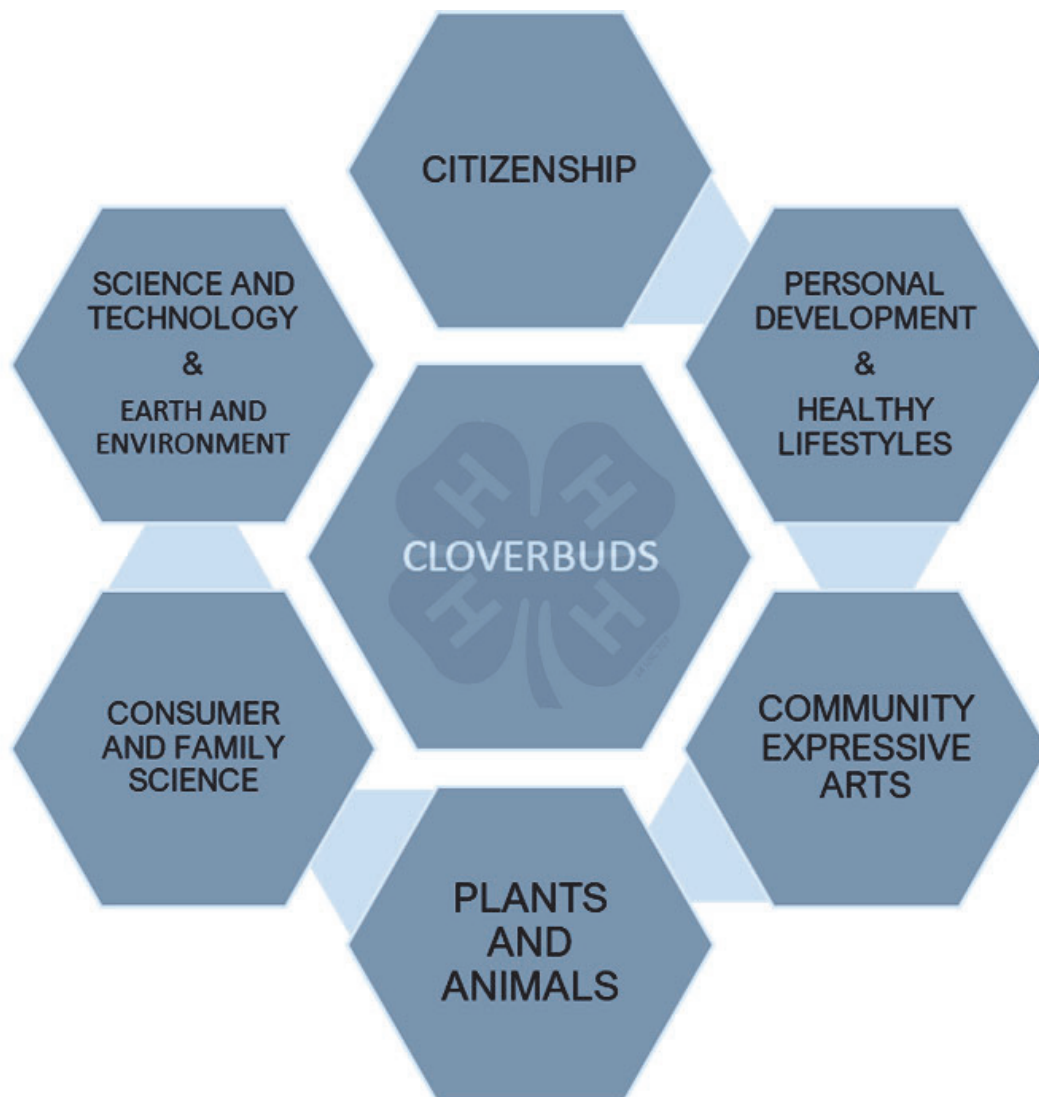 CITIZENSHIP
PERSONAL
DEVELOPMENT
&
HEALTHY
LIFESTYLES
COMMUNITY
EXPRESSIVE
ARTS
PLANTS
AND
ANIMALS
CONSUMER
AND FAMILY
SCIENCE
SCIENCE AND
TECHNOLOGY
&
EARTH AND
ENVIRONMENT
H H
CLOVERBUDS
H H